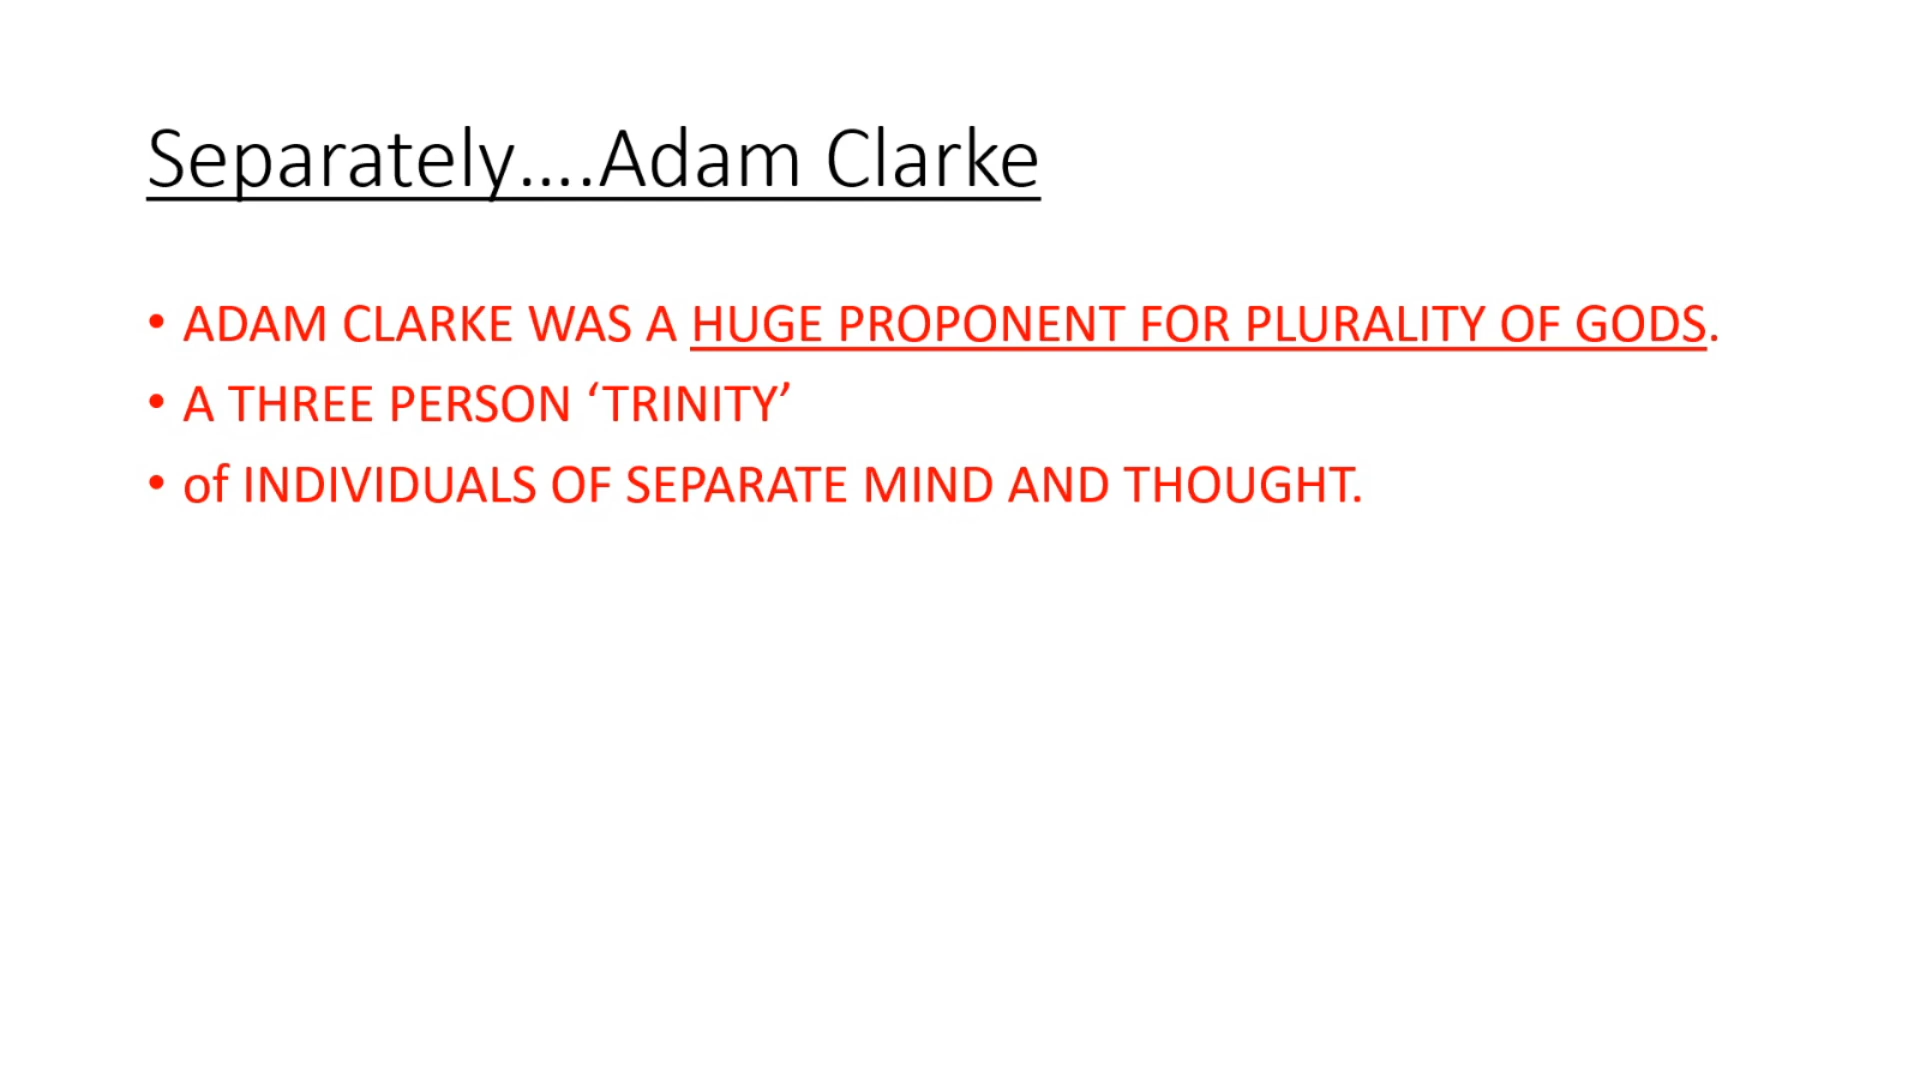 Separately....Adam Clarke
• ADAM CLARKE WAS A HUGE PROPONENT FOR PLURALITY OF GODS.
• A THREE PERSON ‘TRINITY’
• of INDIVIDUALS OF SEPARATE MIND AND THOUGHT.